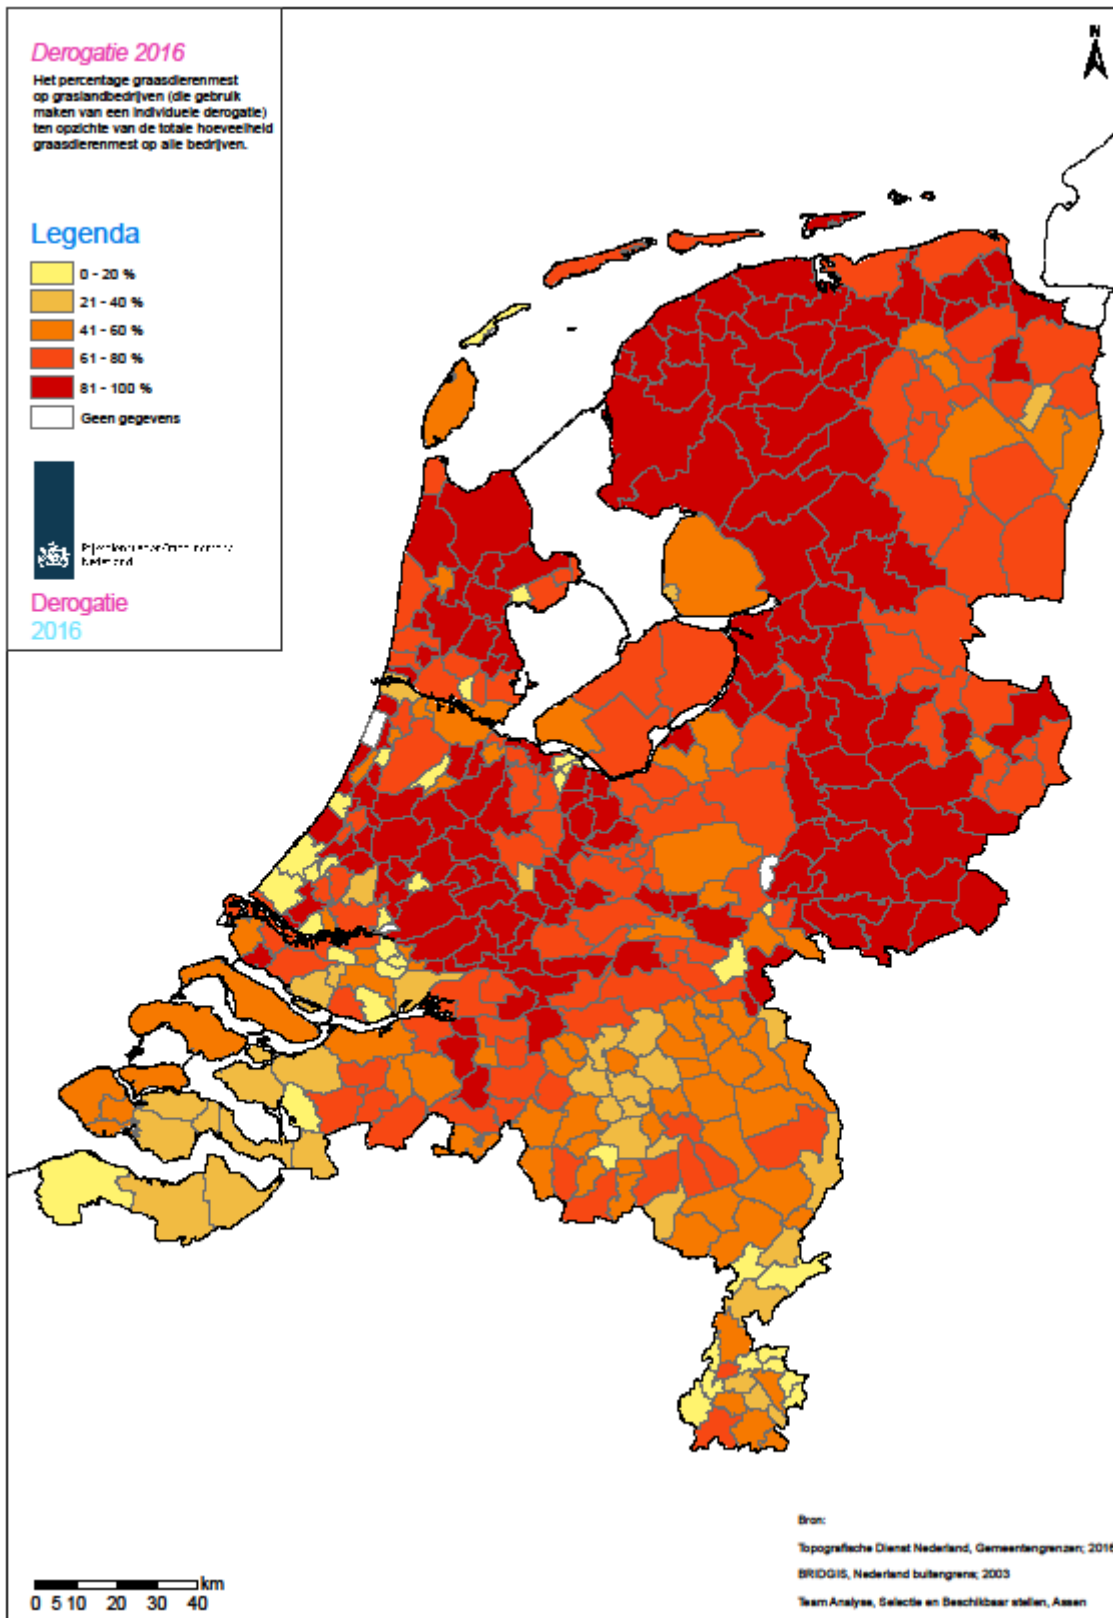 Derogatie 2016
Het percentage graasdierenmest
op graslandbedrijven (die gebruik
maken van een individuele derogatie)
ten opzichte van de totale hoeveelheid
graasdierenmest op alle bedrijven.
N
Legenda
0 - 20 %
21 - 40 %
41 - 60 %
61 - 80 %
81 - 100 %
Geen gegevens
Nederland
Derogatie
2016
Bron:
Topografische Dienst Nederland, Gemeentengrenzen; 2016
BRIDGIS, Nederland buitengrens; 2003
Team Analyse, Selectie en Beschikbaar stellen, Assen
km
0 5 10 20 30 40